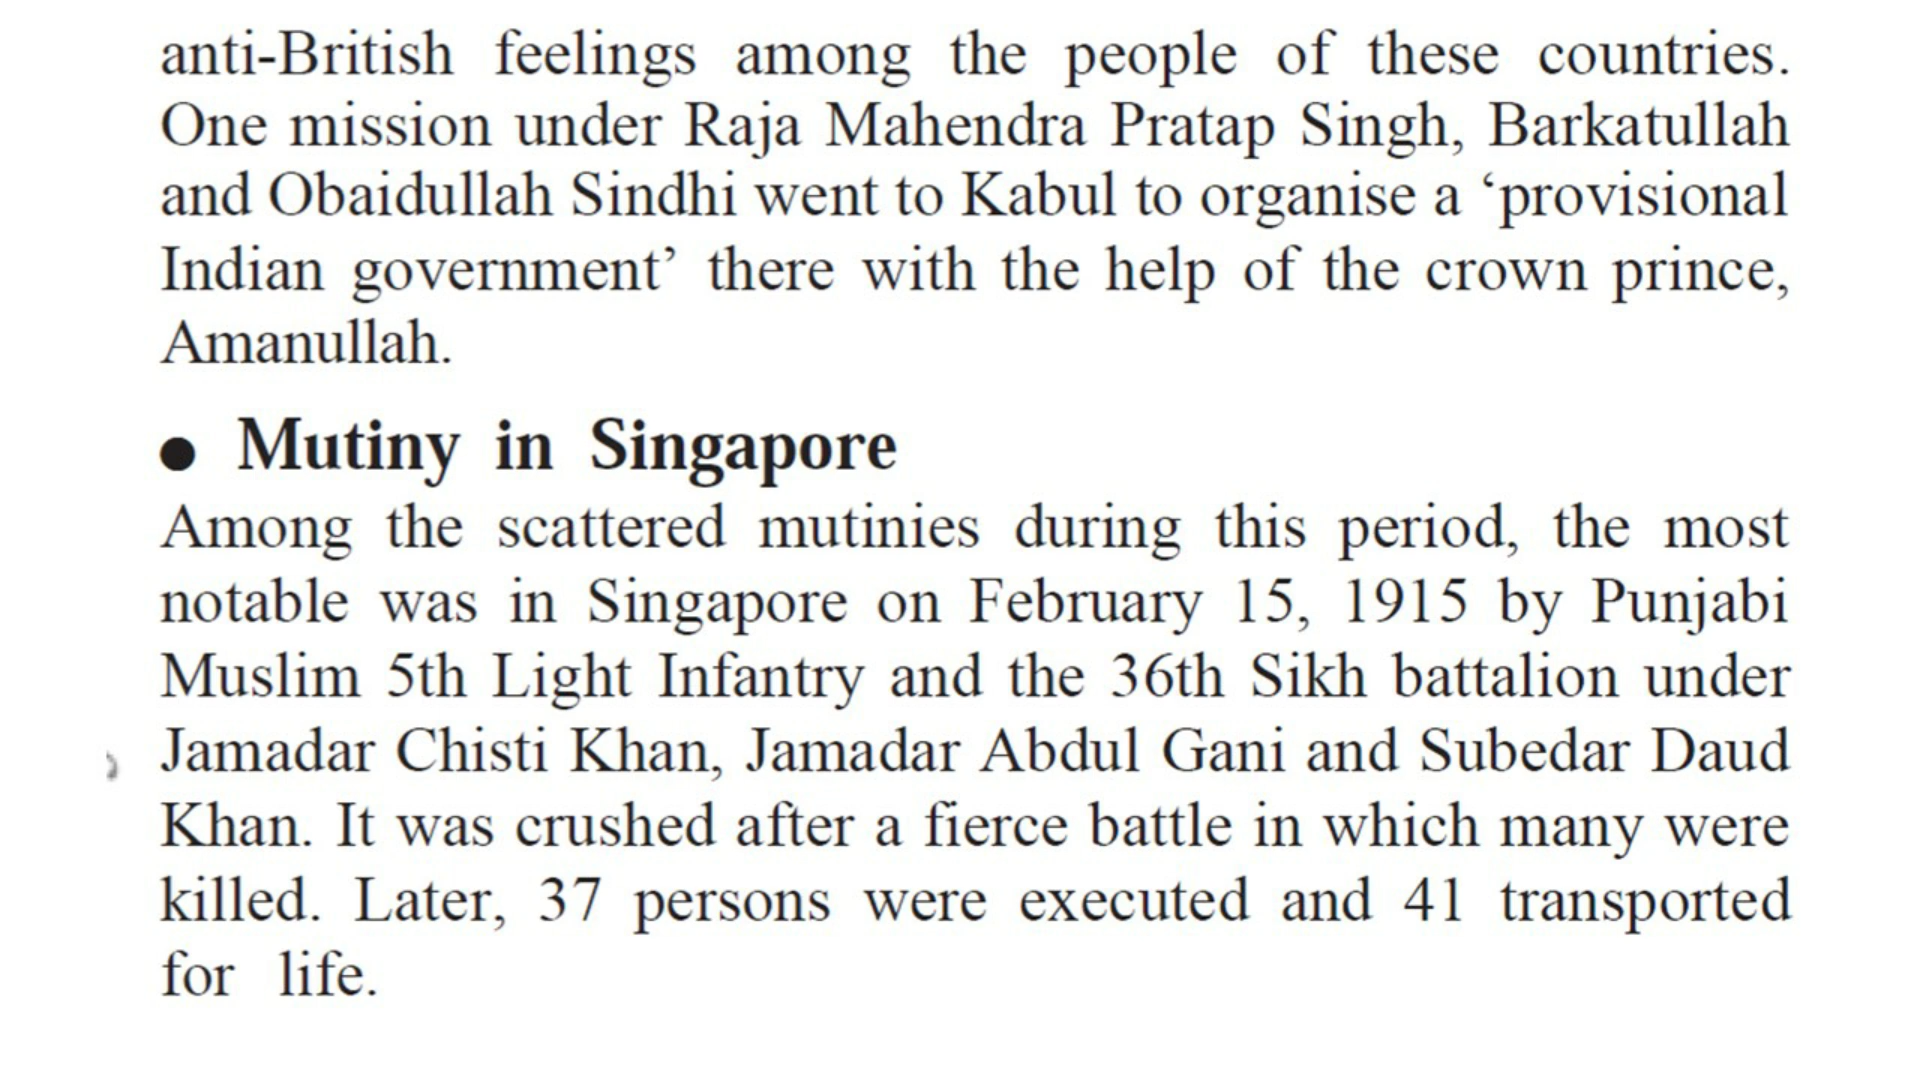 anti-British feelings among the people of these countries.
One mission under Raja Mahendra Pratap Singh, Barkatullah
and Obaidullah Sindhi went to Kabul to organise a ‘provisional
Indian government’ there with the help of the crown prince,
Amanullah.
● Mutiny in Singapore
Among the scattered mutinies during this period, the most
notable was in Singapore on February 15, 1915 by Punjabi
Muslim 5th Light Infantry and the 36th Sikh battalion under
Jamadar Chisti Khan, Jamadar Abdul Gani and Subedar Daud
Khan. It was crushed after a fierce battle in which many were
killed. Later, 37 persons were executed and 41 transported
for life.